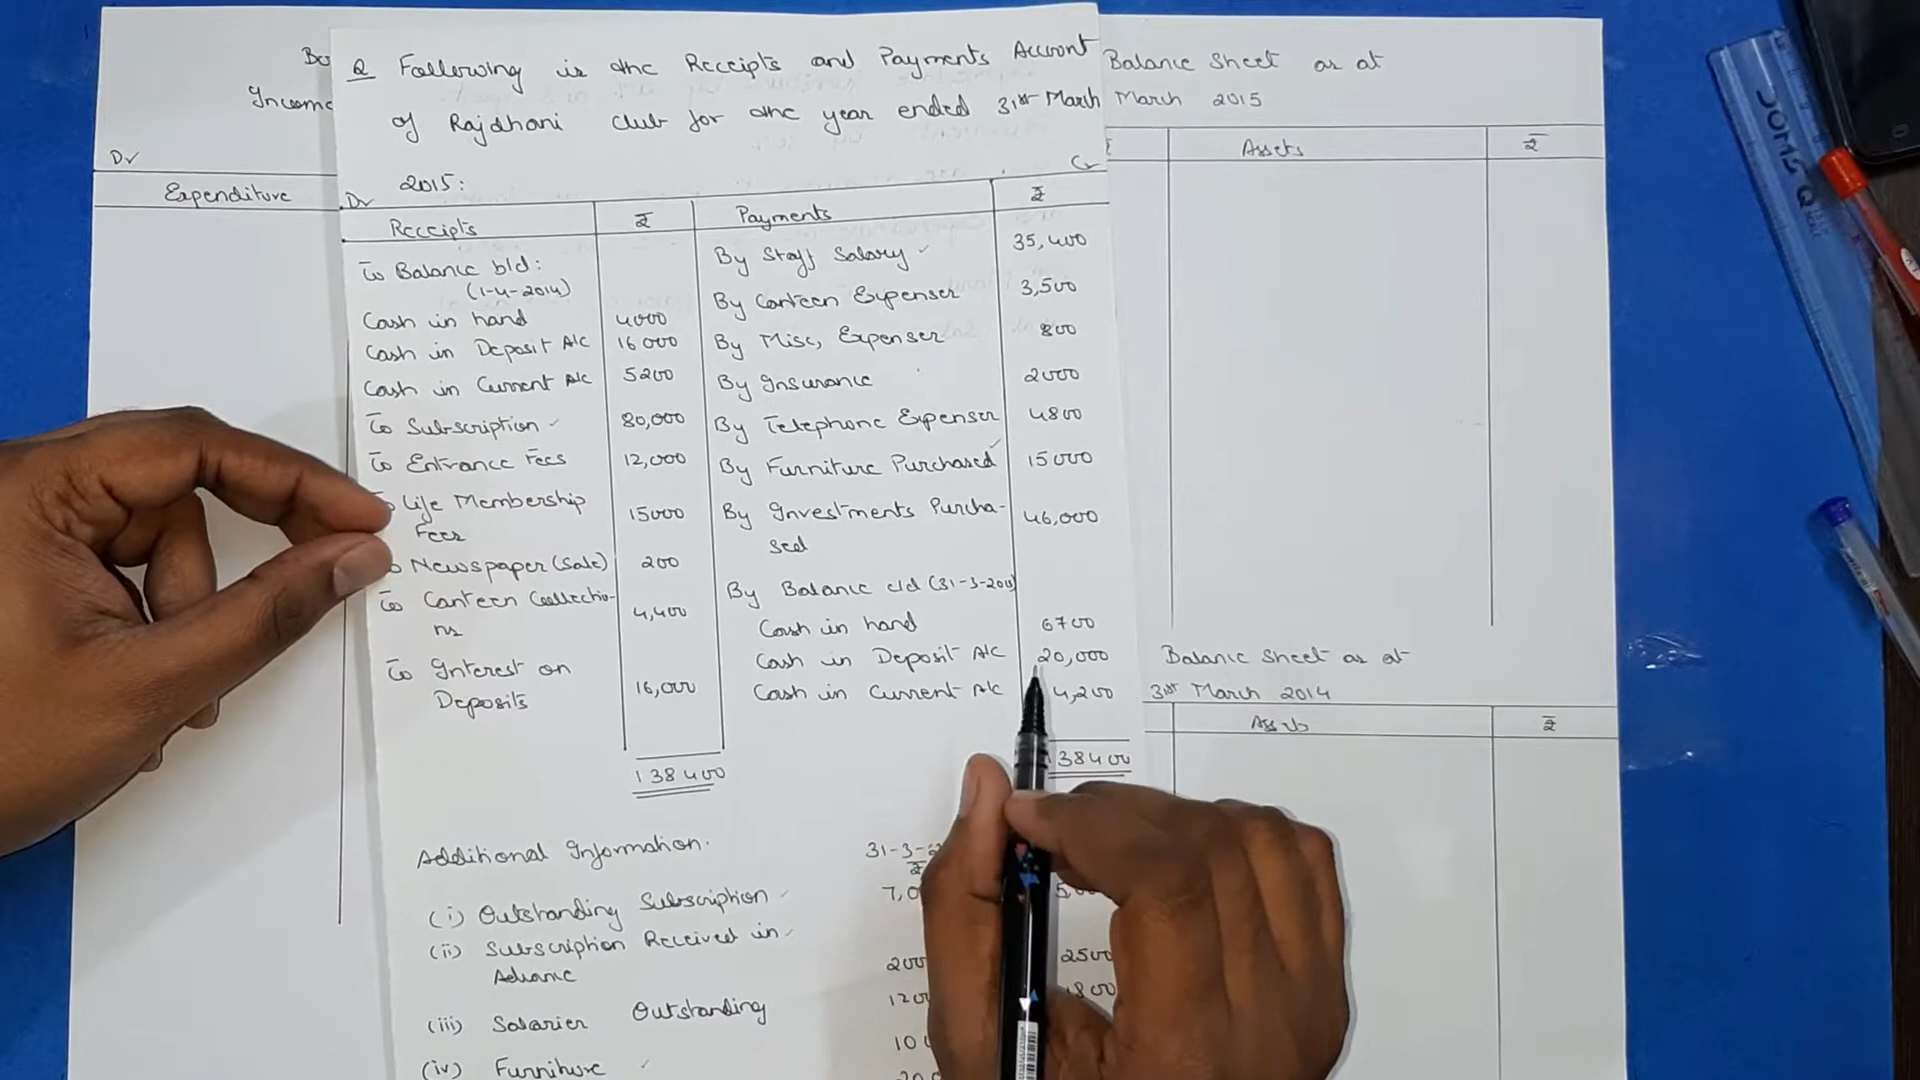 Q Following is the Receipts and Payments Account
of Rajdhani club for the year ended 31st March
2015:
Dr
Cr
Receipts ₹ Payments ₹
To Balance b/d: By Staff Salary 35,400
(1-4-2014)
Cash in hand 4000 By Canteen Expenses 3,500
Cash in Deposit A/c 16000 By Misc, Expenses 800
Cash in Current A/c 5200 By Insurance 2000
To Subscription 80,000 By Telephone Expenses 4800
To Entrance Fees 12,000 By Furniture Purchased 15000
Life Membership 15000 By Investments Purcha- 46,000
Fees sed
Newspaper (Sale) 200 By Balance c/d
To Canteen Collectio- 4,400 Cash in hand 6700
ns Cash in Deposit A/c 20,000
To Interest on 16,000 Cash in Current A/c 4,200
Deposits
138400 138400
Additional Information.
31-3-
₹
(i) Outstanding Subscription
(ii) Subscription Received in 2500
Advance
(iii) Salaries Outstanding
(iv) Furniture
Income
Dr
Expenditure
Balance Sheet as at
March 2015
Assets ₹
Balance Sheet as at
31st March 2014
₹
JOMSQ